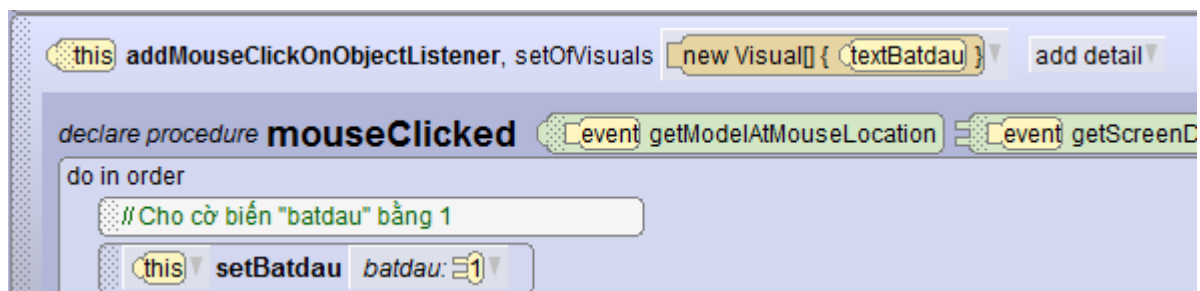 this addMouseClickOnObjectListener, setOfVisuals new Visual[] { textBatdau } add detail
declare procedure mouseClicked event getModelAtMouseLocation event getScreenD
do in order
// Cho cờ biến "batdau" bằng 1
this setBatdau batdau: 1